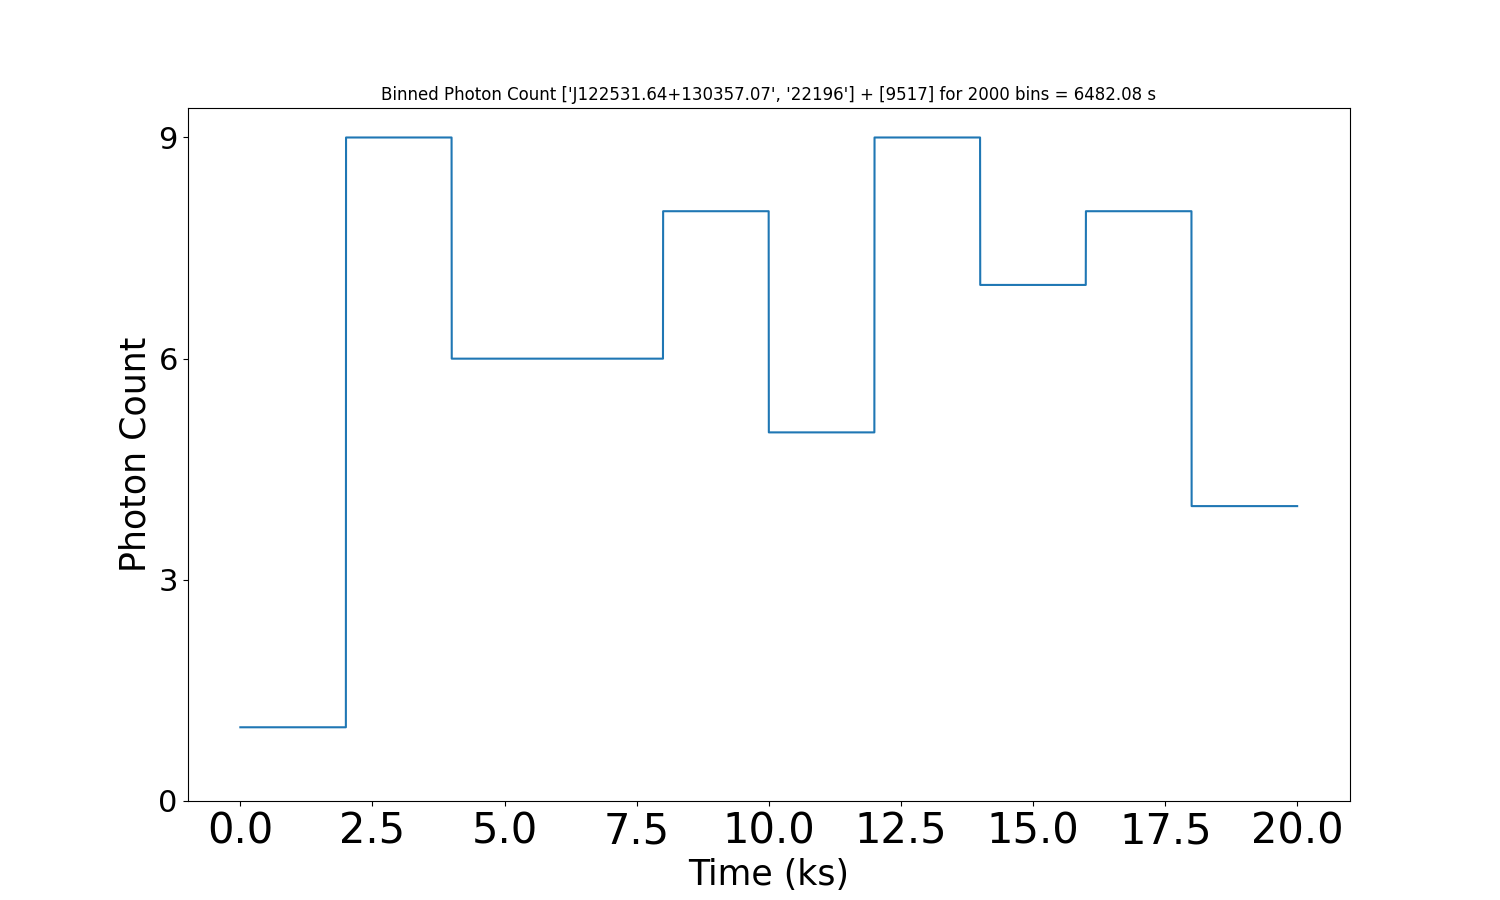 Binned Photon Count ['J122531.64+130357.07', '22196'] + [9517] for 2000 bins = 6482.08 s
9
6
3
0
Photon Count
0.0 2.5 5.0 7.5 10.0 12.5 15.0 17.5 20.0
Time (ks)